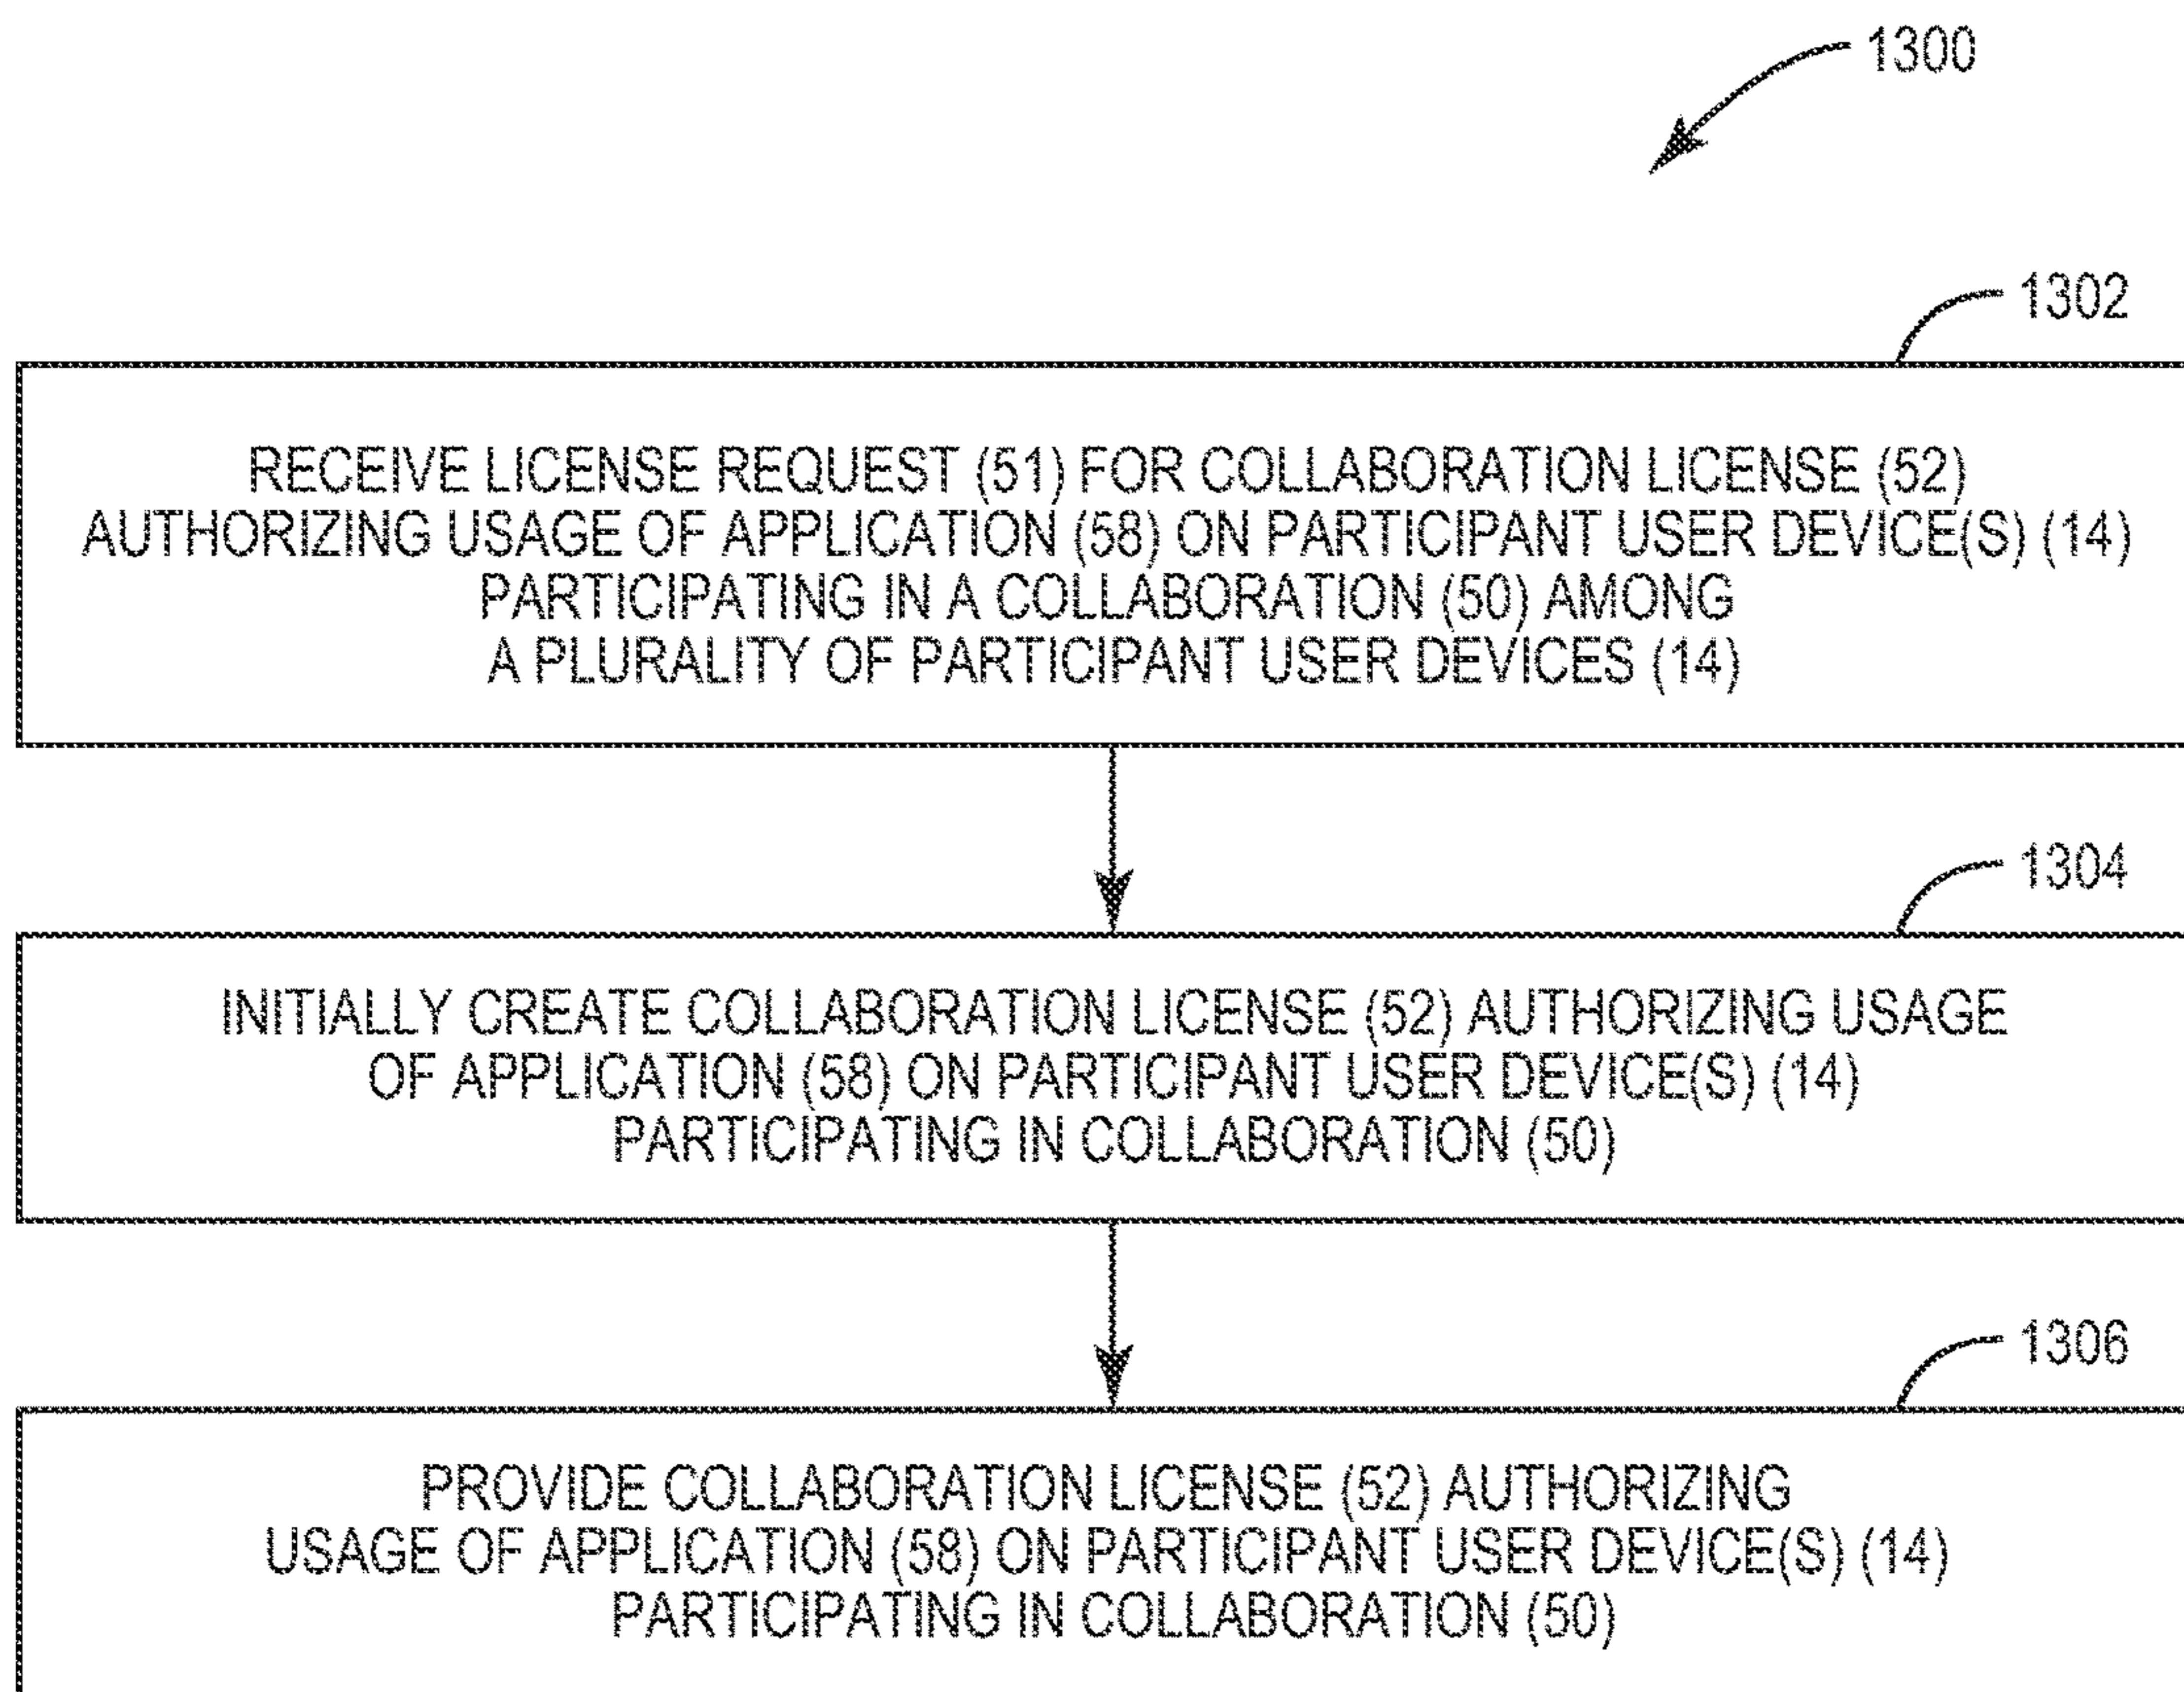 1300
1302
RECEIVE LICENSE REQUEST (51) FOR COLLABORATION LICENSE (52)
AUTHORIZING USAGE OF APPLICATION (58) ON PARTICIPANT USER DEVICE(S) (14)
PARTICIPATING IN A COLLABORATION (50) AMONG
A PLURALITY OF PARTICIPANT USER DEVICES (14)
1304
INITIALLY CREATE COLLABORATION LICENSE (52) AUTHORIZING USAGE
OF APPLICATION (58) ON PARTICIPANT USER DEVICE(S) (14)
PARTICIPATING IN COLLABORATION (50)
1306
PROVIDE COLLABORATION LICENSE (52) AUTHORIZING
USAGE OF APPLICATION (58) ON PARTICIPANT USER DEVICE(S) (14)
PARTICIPATING IN COLLABORATION (50)